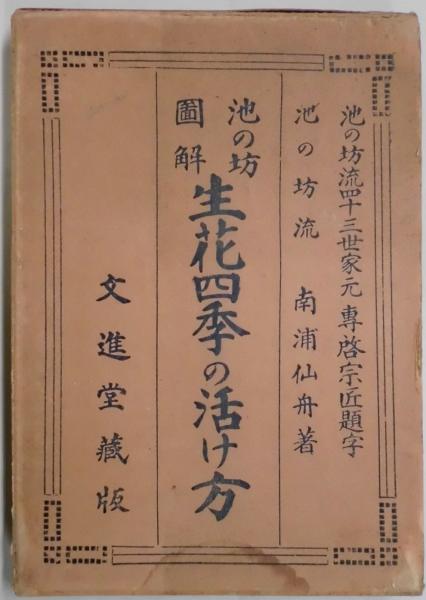 池の坊流四十三世家元 専啓宗匠題字
池の坊流 南浦仙舟著
池の坊
圖解
生花四季の活け方
文進堂藏版